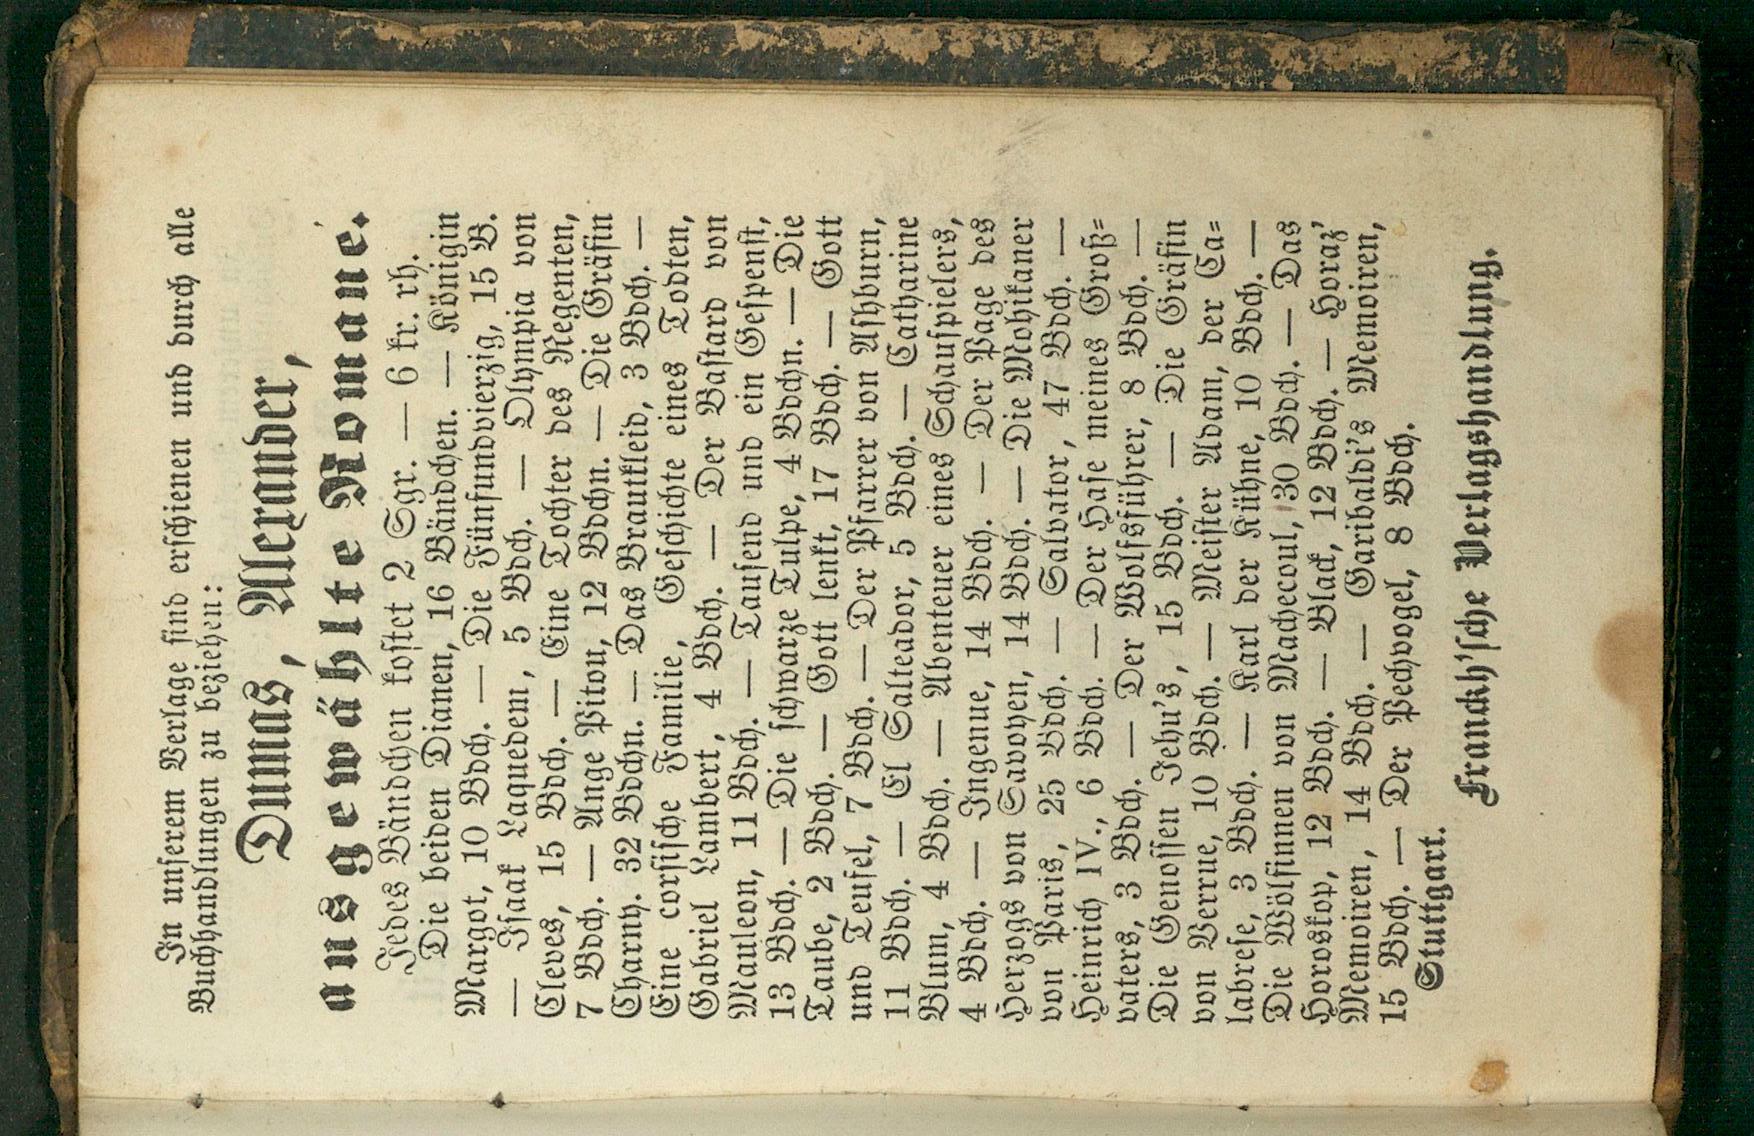 In unserem Verlage sind erschienen und durch alle
Buchhandlungen zu beziehen:
Dumas, Alexander,
ausgewählte Romane.
Jedes Bändchen kostet 2 Sgr. — 6 kr. rh.
Die beiden Dianen, 16 Bändchen. — Königin
Margot, 10 Bdch. — Die Fünfundvierzig, 15 B.
— Isaak Laquedem, 5 Bdch. — Olympia von
Cleves, 15 Bdch. — Eine Tochter des Regenten,
7 Bdch. — Ange Piton, 12 Bdchn. — Die Gräfin
Charny. 32 Bdchn. — Das Brautkleid, 3 Bdch. —
Eine corsische Familie, Geschichte eines Todten,
Gabriel Lambert, 4 Bdch. — Der Bastard von
Mauleon, 11 Bdch. — Tausend und ein Gespenst,
13 Bdch. — Die schwarze Tulpe, 4 Bdchn. — Die
Taube, 2 Bdch. — Gott lenkt, 17 Bdch. — Gott
und Teufel, 7 Bdch. — Der Pfarrer von Ashburn,
11 Bdch. — El Salteador, 5 Bdch. — Catharine
Blum, 4 Bdch. — Abenteuer eines Schauspielers,
4 Bdch. — Ingenue, 14 Bdch. — Der Page des
Herzogs von Savoyen, 14 Bdch. — Die Mohikaner
von Paris, 25 Bdch. — Salvator, 47 Bdch. —
Heinrich IV., 6 Bdch. — Der Hase meines Groß-
vaters, 3 Bdch. — Der Wolfsführer, 8 Bdch. —
Die Genossen Jehu's, 15 Bdch. — Die Gräfin
von Verrue, 10 Bdch. — Meister Adam, der Ca-
labrese, 3 Bdch. — Karl der Kühne, 10 Bdch. —
Die Wölfinnen von Machecoul, 30 Bdch. — Das
Horoskop, 12 Bdch. — Black, 12 Bdch. — Horaz'
Memoiren, 14 Bdch. — Garibaldi's Memoiren,
15 Bdch. — Der Pechvogel, 8 Bdch.
Stuttgart.
Franckh'sche Verlagshandlung.